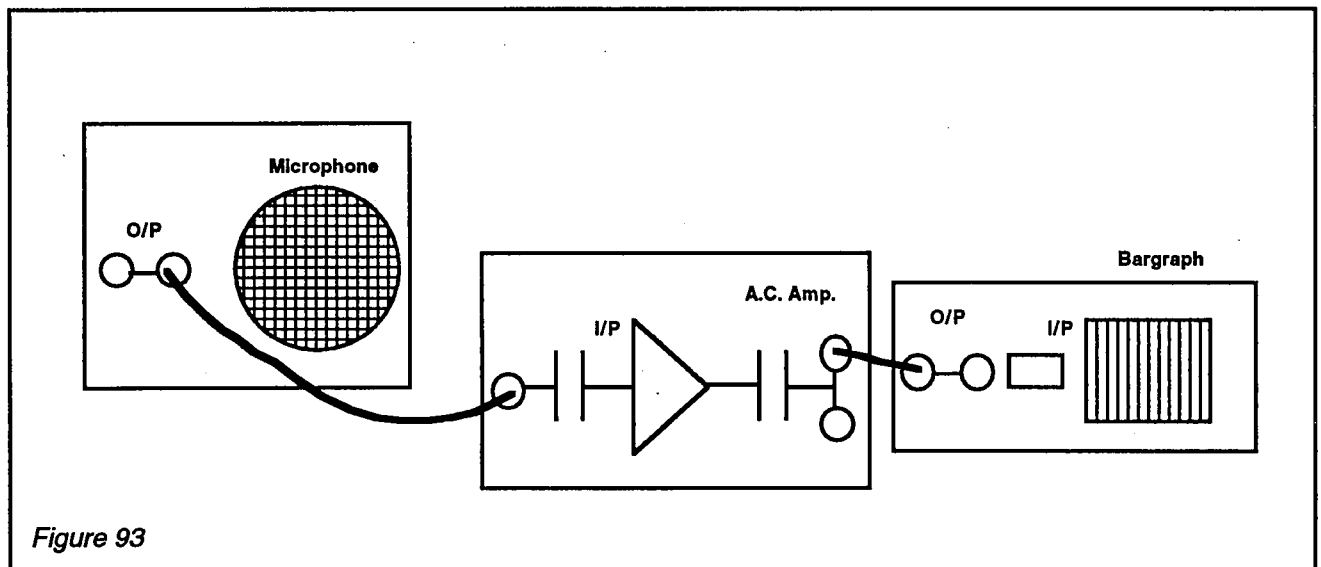 Microphone
O/P
I/P
A.C. Amp.
Bargraph
O/P
I/P
Figure 93